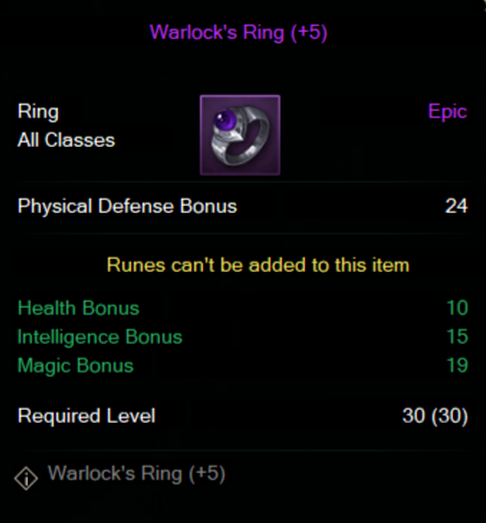 Warlock's Ring (+5)
Ring
Epic
All Classes
Physical Defense Bonus 24
Runes can't be added to this item
Health Bonus 10
Intelligence Bonus 15
Magic Bonus 19
Required Level 30 (30)
Warlock's Ring (+5)